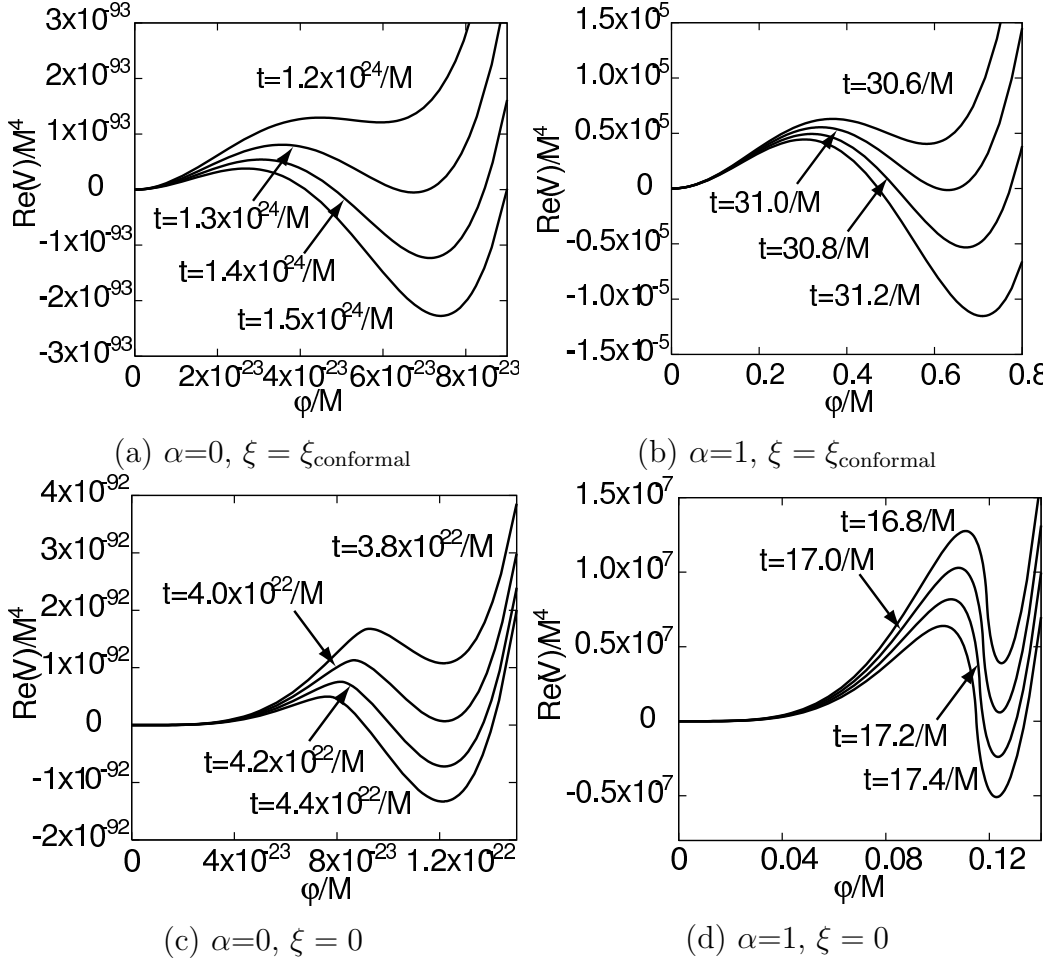 3x10-93
2x10-93
1x10-93
0
-1x10-93
-2x10-93
-3x10-93
Re(V)/M4
t=1.2x1024/M
t=1.3x1024/M
t=1.4x1024/M
t=1.5x1024/M
0 2x10-23 4x10-23 6x10-23 8x10-23
φ/M
(a) α=0, ξ = ξconformal
1.5x105
1.0x105
0.5x105
0
-0.5x105
-1.0x10-5
-1.5x105
Re(V)/M4
t=30.6/M
t=31.0/M
t=30.8/M
t=31.2/M
0 0.2 0.4 0.6 0.8
φ/M
(b) α=1, ξ = ξconformal
4x10-92
3x10-92
2x10-92
1x10-92
0
-1x10-92
-2x10-92
Re(V)/M4
t=3.8x1022/M
t=4.0x1022/M
t=4.2x1022/M
t=4.4x1022/M
0 4x10-23 8x10-23 1.2x10-22
φ/M
(c) α=0, ξ = 0
1.5x107
1.0x107
0.5x107
0
-0.5x107
Re(V)/M4
t=16.8/M
t=17.0/M
t=17.2/M
t=17.4/M
0 0.04 0.08 0.12
φ/M
(d) α=1, ξ = 0